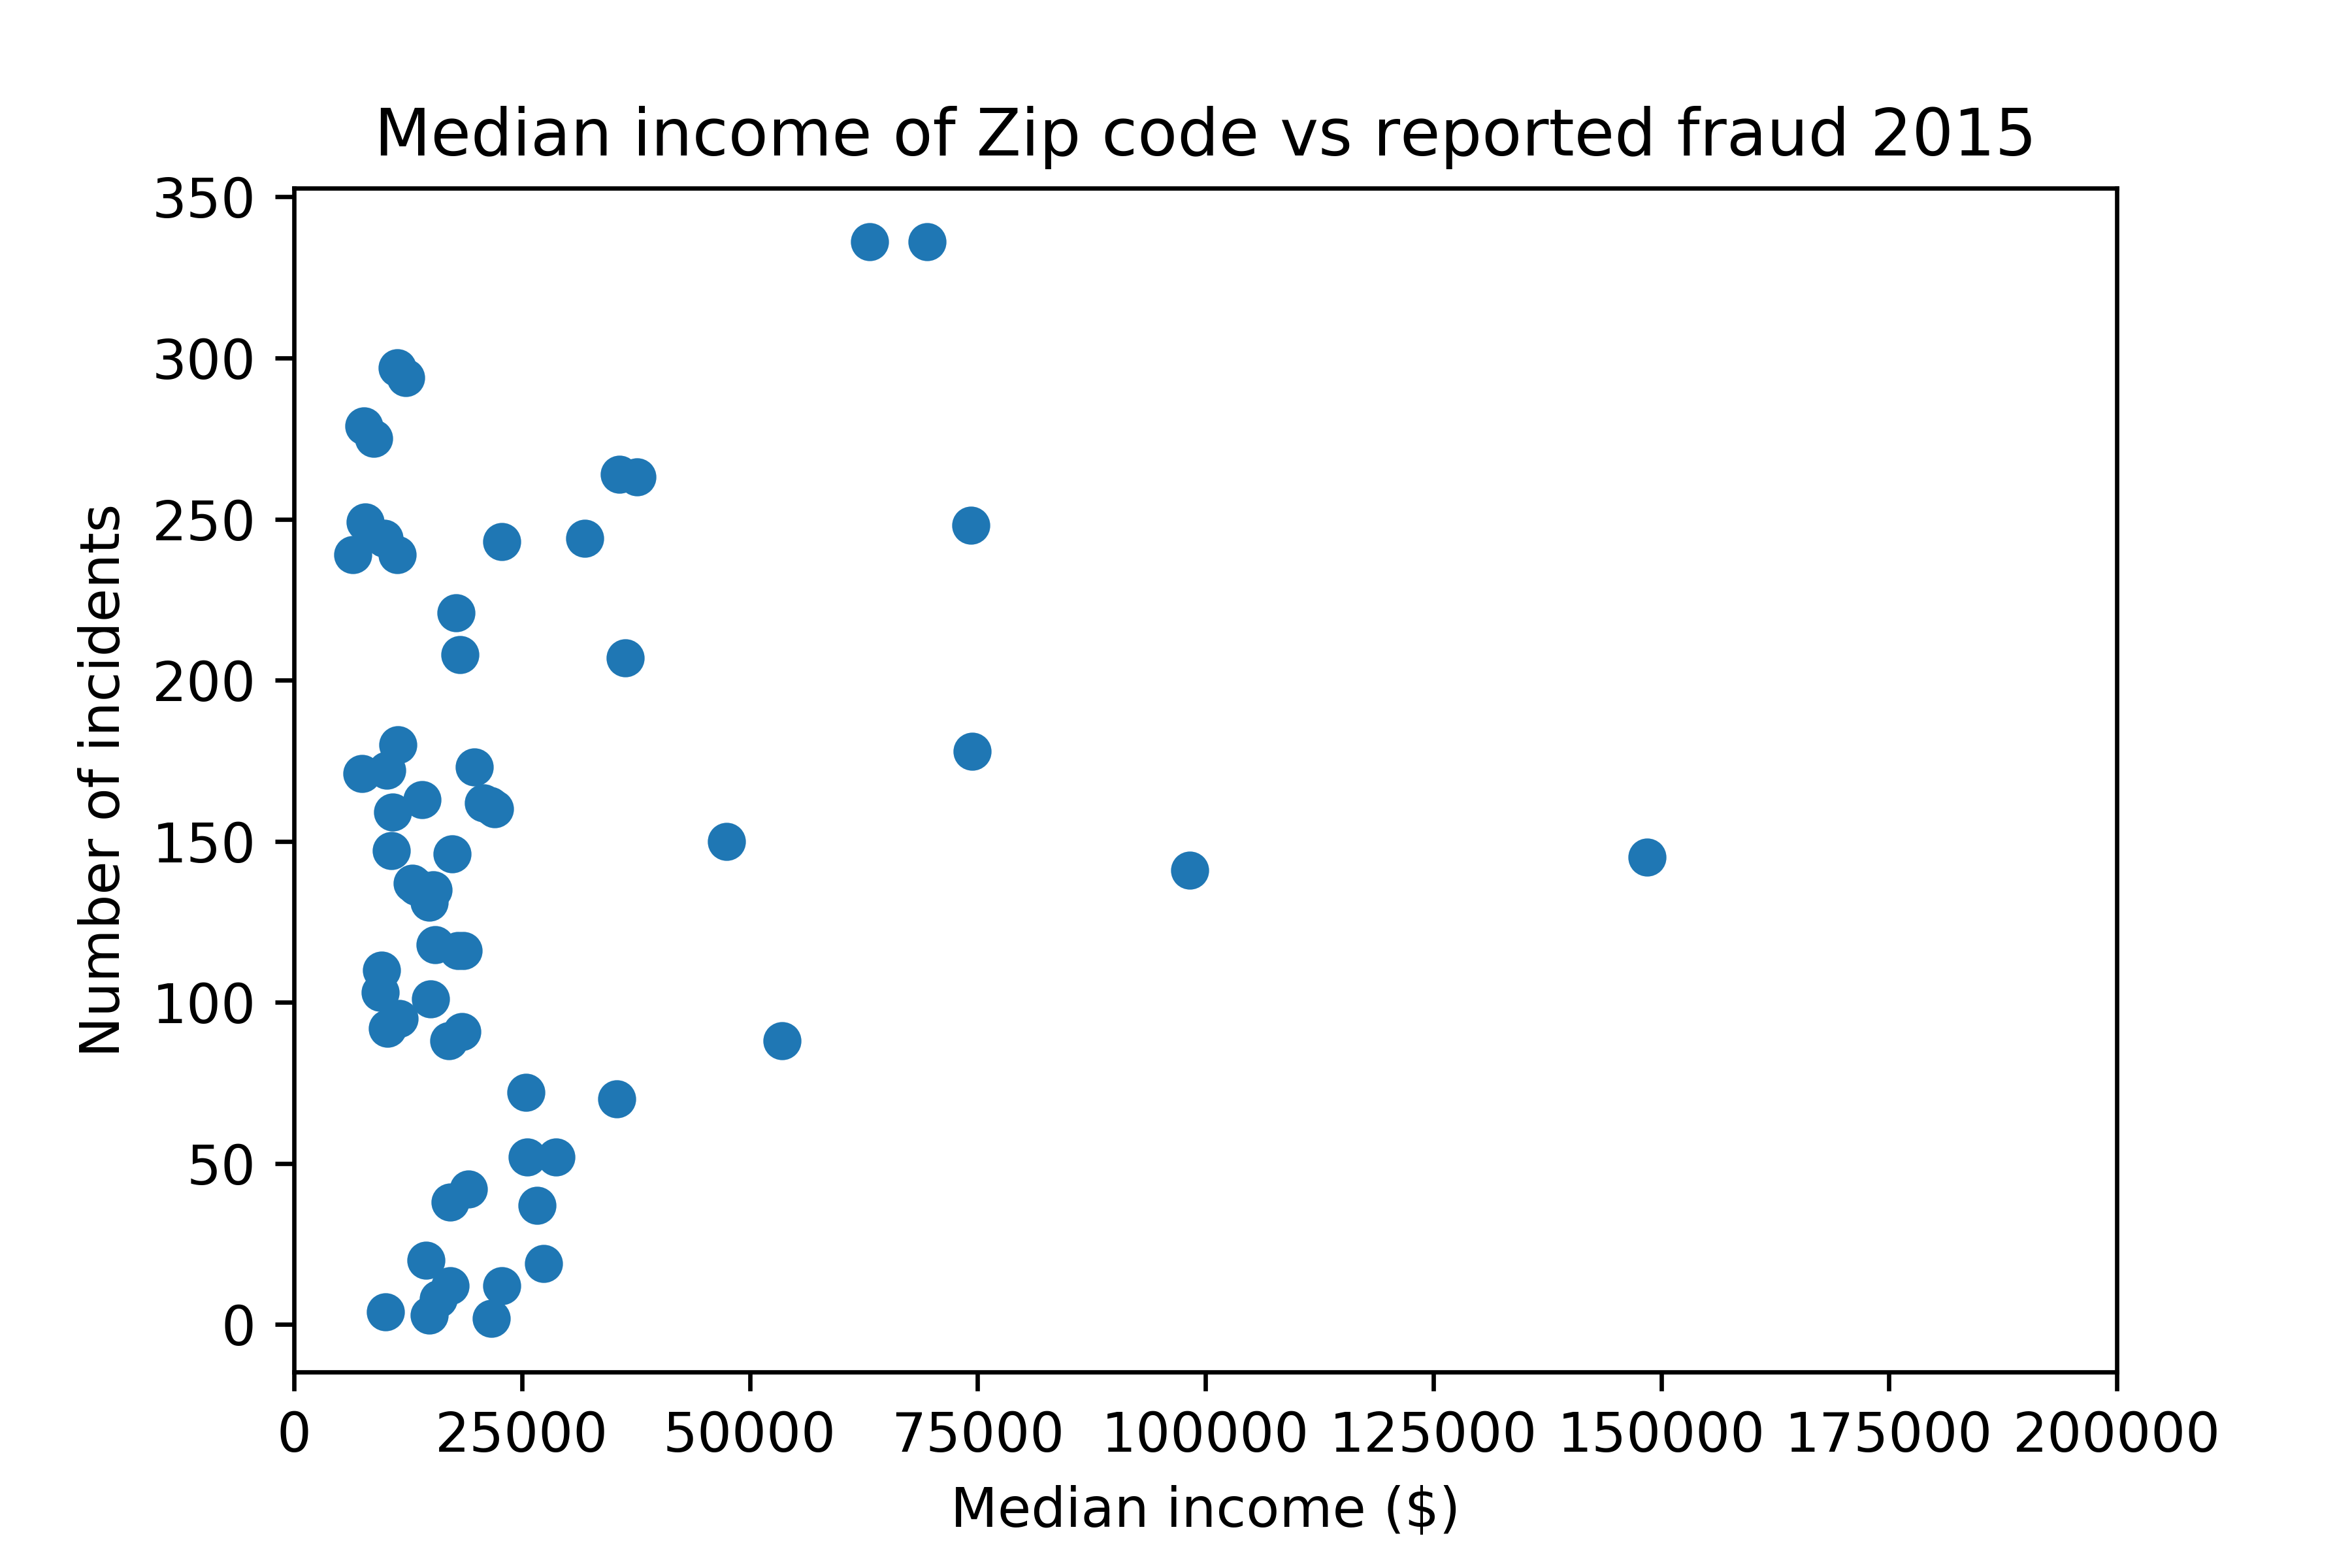 Median income of Zip code vs reported fraud 2015
350
300
250
200
150
100
50
0
Number of incidents
0 25000 50000 75000 100000 125000 150000 175000 200000
Median income ($)